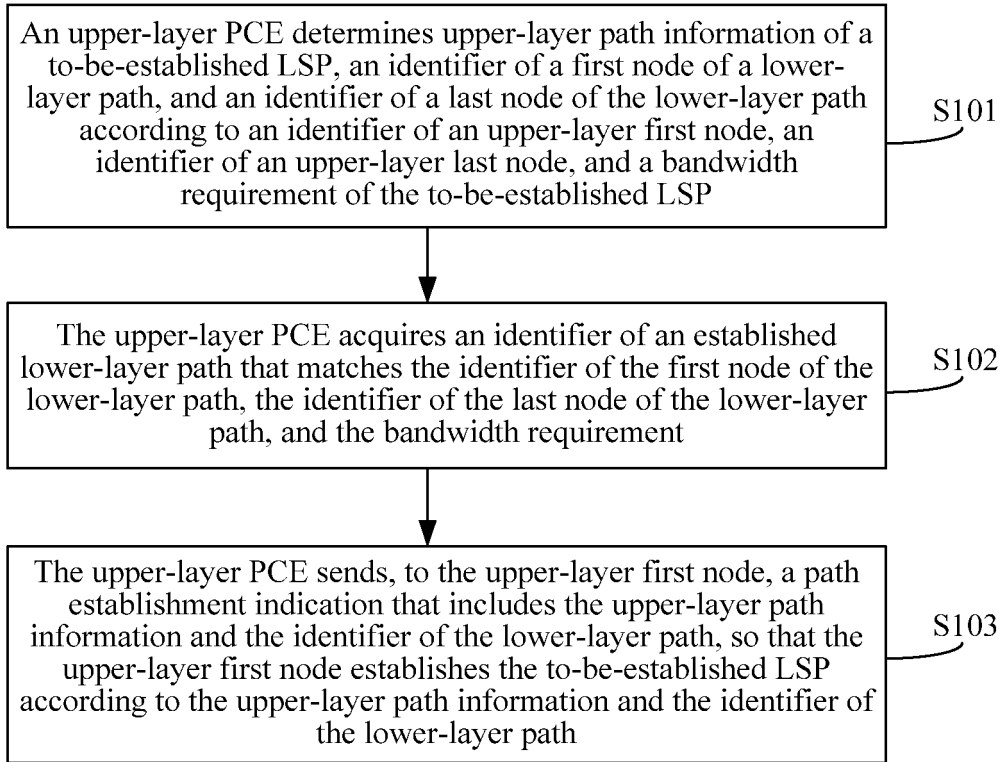 An upper-layer PCE determines upper-layer path information of a
to-be-established LSP, an identifier of a first node of a lower-
layer path, and an identifier of a last node of the lower-layer path
according to an identifier of an upper-layer first node, an
identifier of an upper-layer last node, and a bandwidth
requirement of the to-be-established LSP
S101
The upper-layer PCE acquires an identifier of an established
lower-layer path that matches the identifier of the first node of the
lower-layer path, the identifier of the last node of the lower-layer
path, and the bandwidth requirement
S102
The upper-layer PCE sends, to the upper-layer first node, a path
establishment indication that includes the upper-layer path
information and the identifier of the lower-layer path, so that the
upper-layer first node establishes the to-be-established LSP
according to the upper-layer path information and the identifier of
the lower-layer path
S103